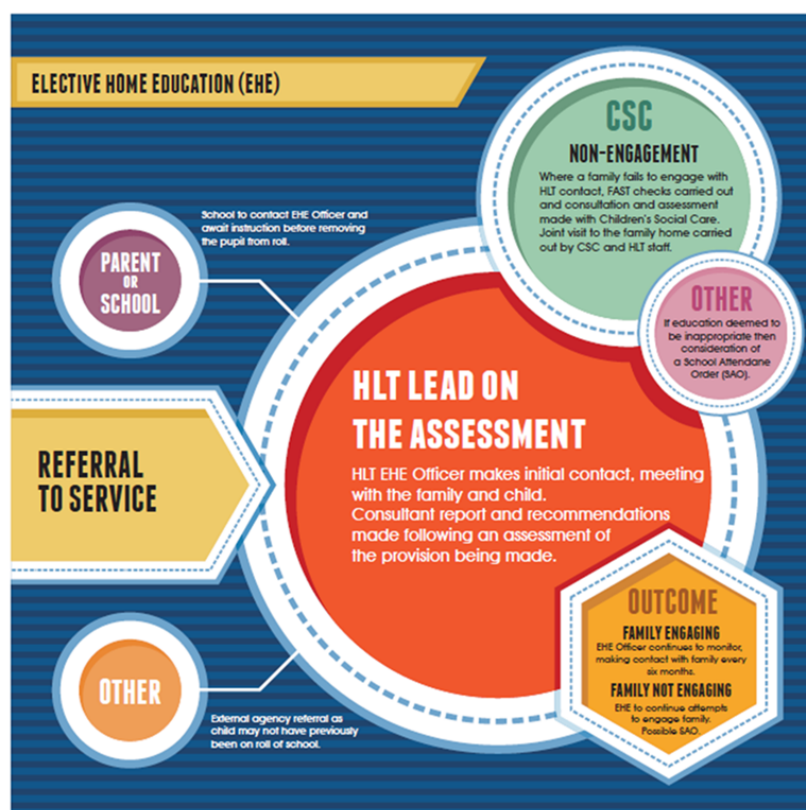 ELECTIVE HOME EDUCATION (EHE)
CSC
NON-ENGAGEMENT
Where a family fails to engage with
HLT contact, FAST checks carried out
and consultation and assessment
made with Children's Social Care.
Joint visit to the family home carried
out by CSC and HLT staff.
School to contact EHE Officer and
await instruction before removing
the pupil from roll.
PARENT
OR
SCHOOL
OTHER
If education deemed to
be inappropriate then
consideration of
a School Attendane
Order (SAO).
HLT LEAD ON
THE ASSESSMENT
HLT EHE Officer makes initial contact, meeting
with the family and child.
Consultant report and recommendations
made following an assessment of
the provision being made.
REFERRAL
TO SERVICE
OUTCOME
FAMILY ENGAGING
EHE Officer continues to monitor,
making contact with family every
six months.
FAMILY NOT ENGAGING
EHE to continue attempts
to engage family.
Possible SAO.
OTHER
External agency referral as
child may not have previously
been on roll of school.